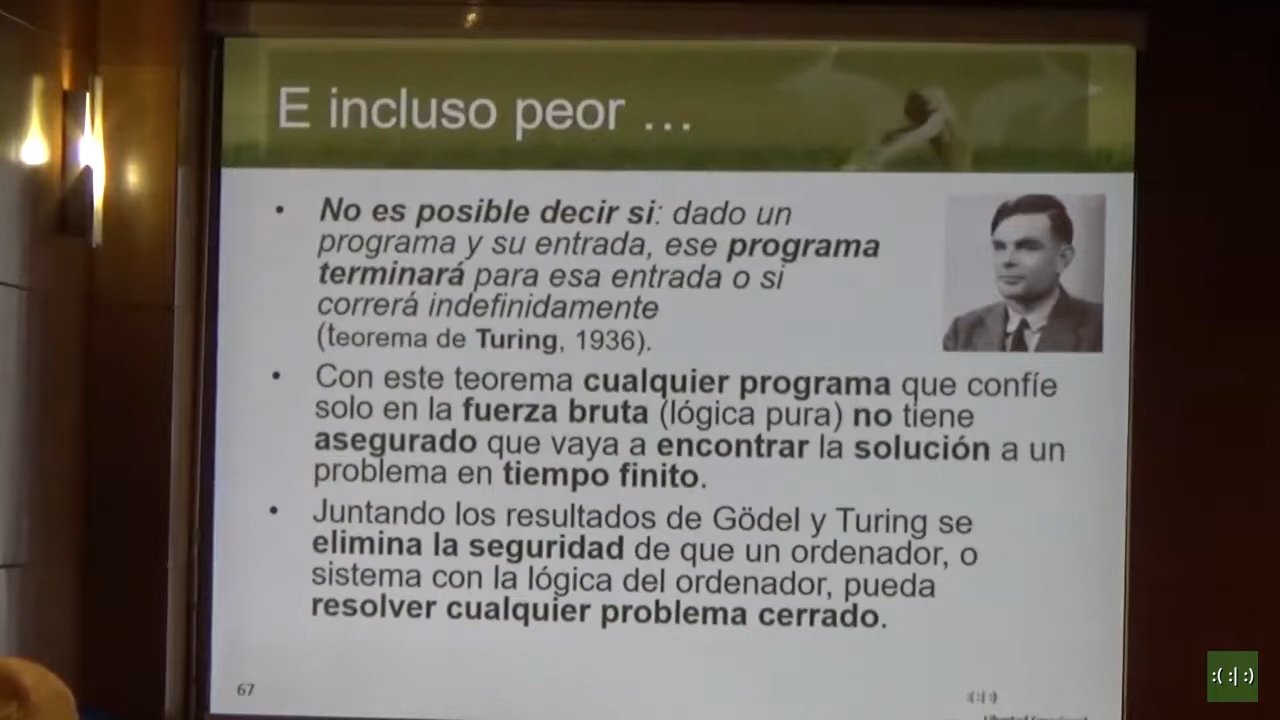 E incluso peor ...
• No es posible decir si: dado un
programa y su entrada, ese programa
terminará para esa entrada o si
correrá indefinidamente
(teorema de Turing, 1936).
• Con este teorema cualquier programa que confíe
solo en la fuerza bruta (lógica pura) no tiene
asegurado que vaya a encontrar la solución a un
problema en tiempo finito.
• Juntando los resultados de Gödel y Turing se
elimina la seguridad de que un ordenador, o
sistema con la lógica del ordenador, pueda
resolver cualquier problema cerrado.
67
:( :| :)
:( :| :)